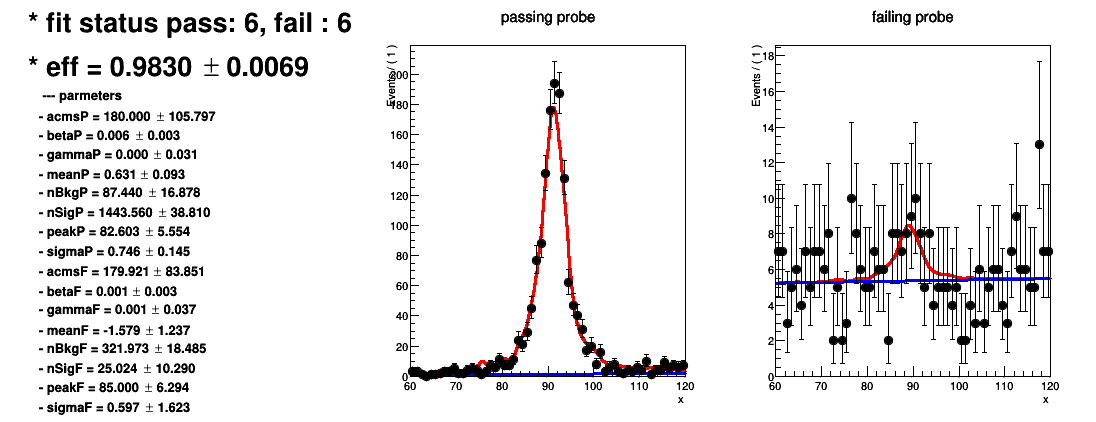 * fit status pass: 6, fail : 6
* eff = 0.9830 ± 0.0069
--- parmeters
- acmsP = 180.000 ± 105.797
- betaP = 0.006 ± 0.003
- gammaP = 0.000 ± 0.031
- meanP = 0.631 ± 0.093
- nBkgP = 87.440 ± 16.878
- nSigP = 1443.560 ± 38.810
- peakP = 82.603 ± 5.554
- sigmaP = 0.746 ± 0.145
- acmsF = 179.921 ± 83.851
- betaF = 0.001 ± 0.003
- gammaF = 0.001 ± 0.037
- meanF = -1.579 ± 1.237
- nBkgF = 321.973 ± 18.485
- nSigF = 25.024 ± 10.290
- peakF = 85.000 ± 6.294
- sigmaF = 0.597 ± 1.623
passing probe
Events / ( 1 )
200
180
160
140
120
100
80
60
40
20
0
60 70 80 90 100 110 120
x
failing probe
Events / ( 1 )
18
16
14
12
10
8
6
4
2
0
60 70 80 90 100 110 120
x